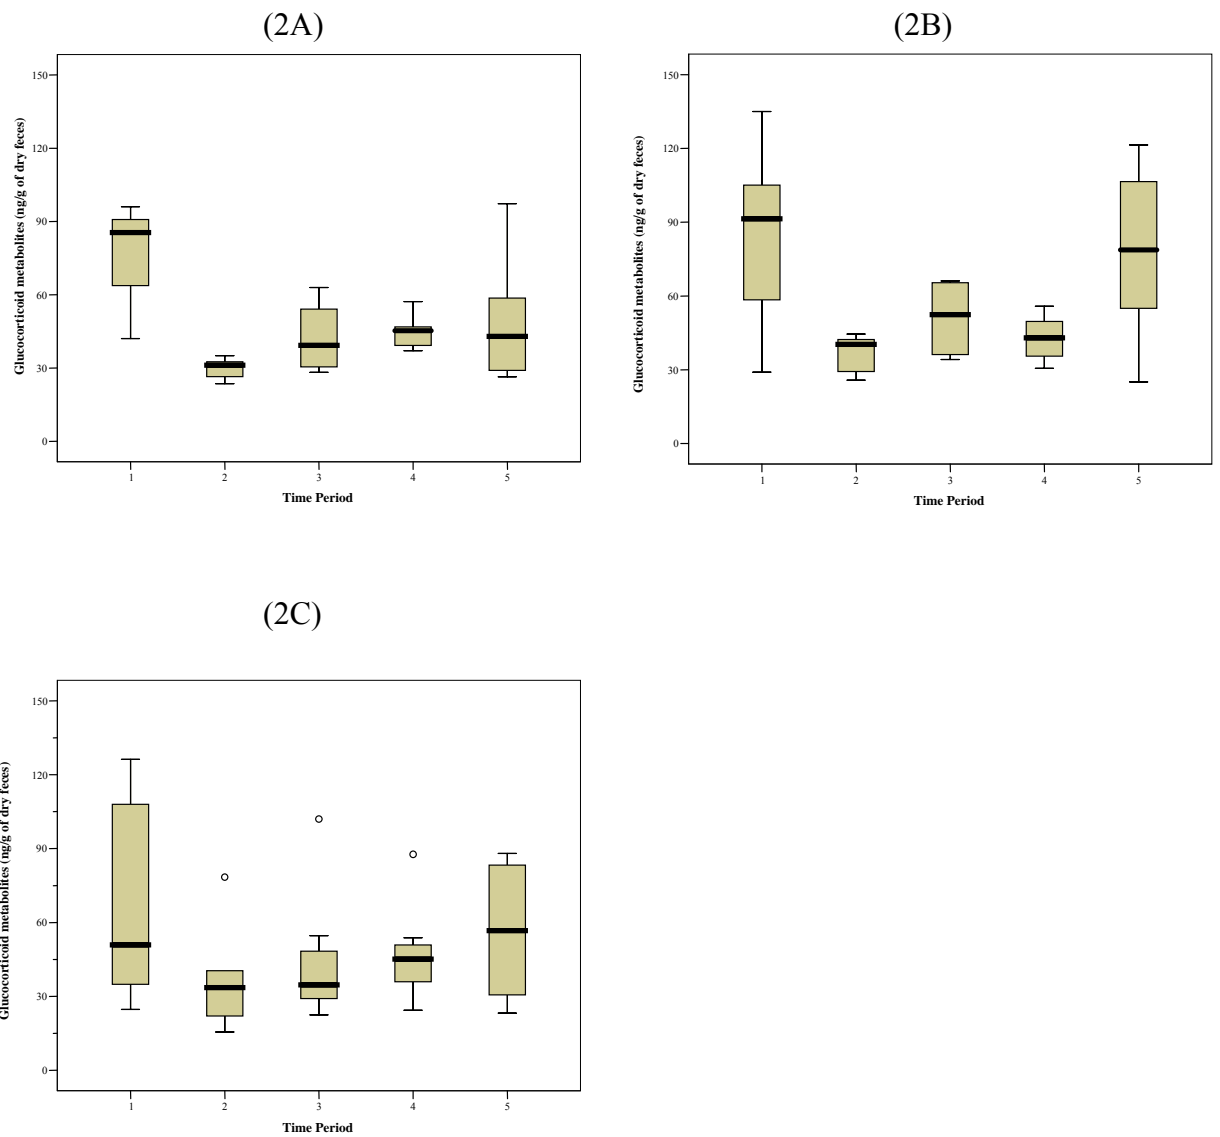 (2A)
Glucocorticoid metabolites (ng/g of dry feces)
150
120
90
60
30
0
1 2 3 4 5
Time Period
(2B)
Glucocorticoid metabolites (ng/g of dry feces)
150
120
90
60
30
0
1 2 3 4 5
Time Period
(2C)
Glucocorticoid metabolites (ng/g of dry feces)
150
120
90
60
30
0
1 2 3 4 5
Time Period